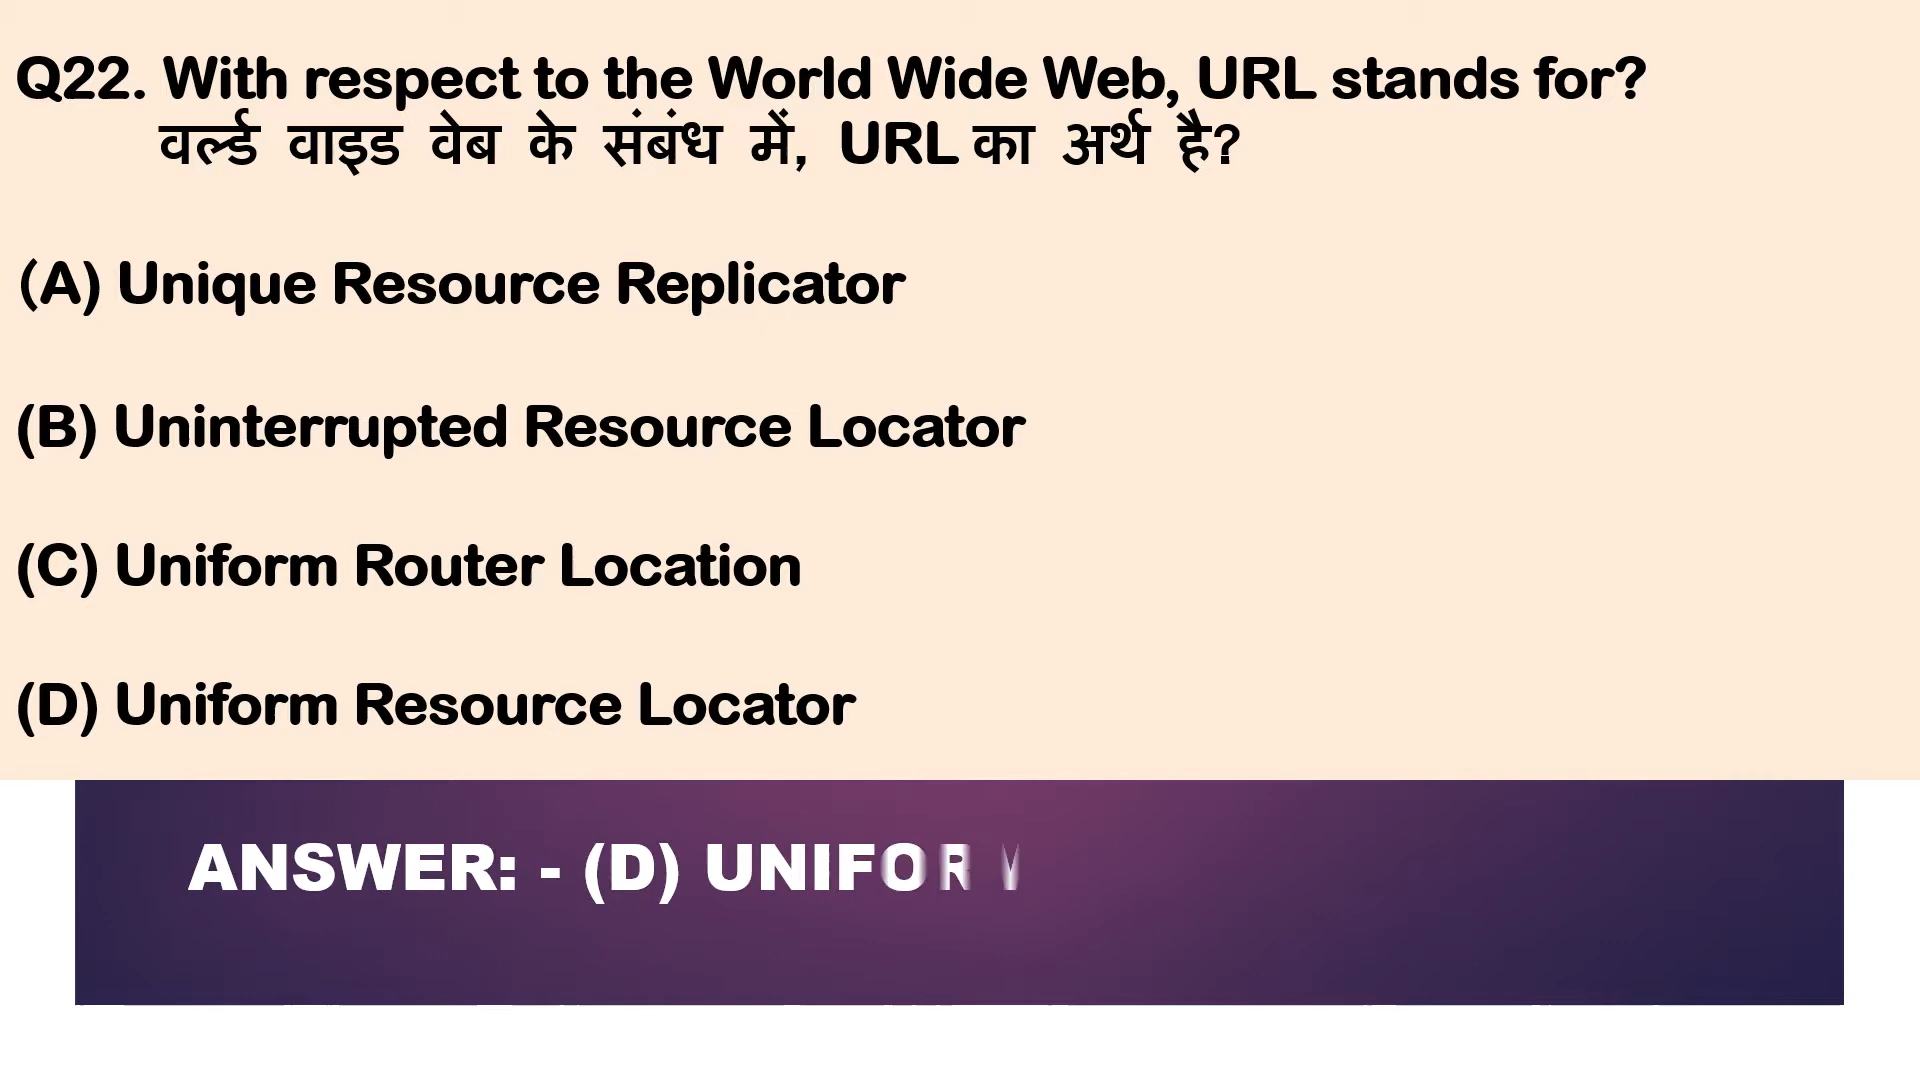 Q22. With respect to the World Wide Web, URL stands for?
वर्ल्ड वाइड वेब के संबंध में, URL का अर्थ है?
(A) Unique Resource Replicator
(B) Uninterrupted Resource Locator
(C) Uniform Router Location
(D) Uniform Resource Locator
ANSWER: - (D) UNIFOR